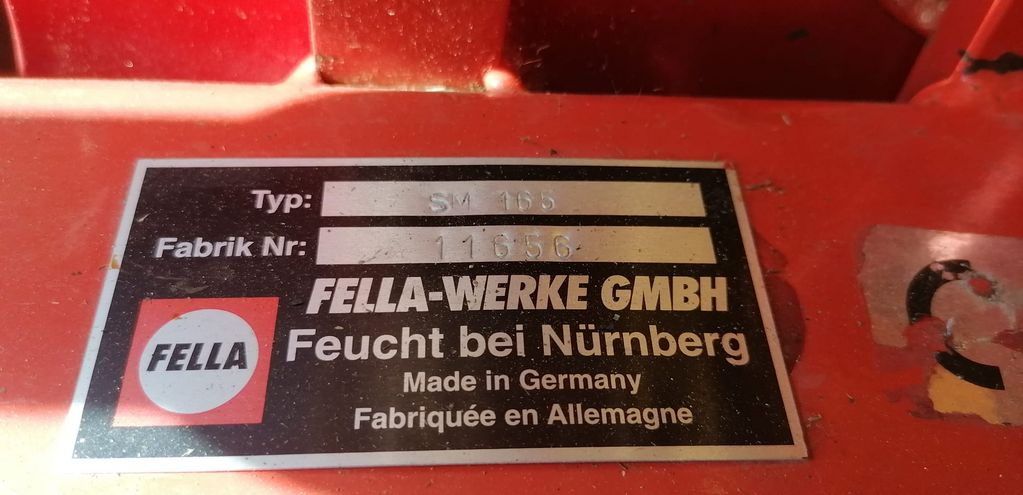 Typ: SM 165
Fabrik Nr: 11656
FELLA-WERKE GMBH
FELLA
Feucht bei Nürnberg
Made in Germany
Fabriquée en Allemagne